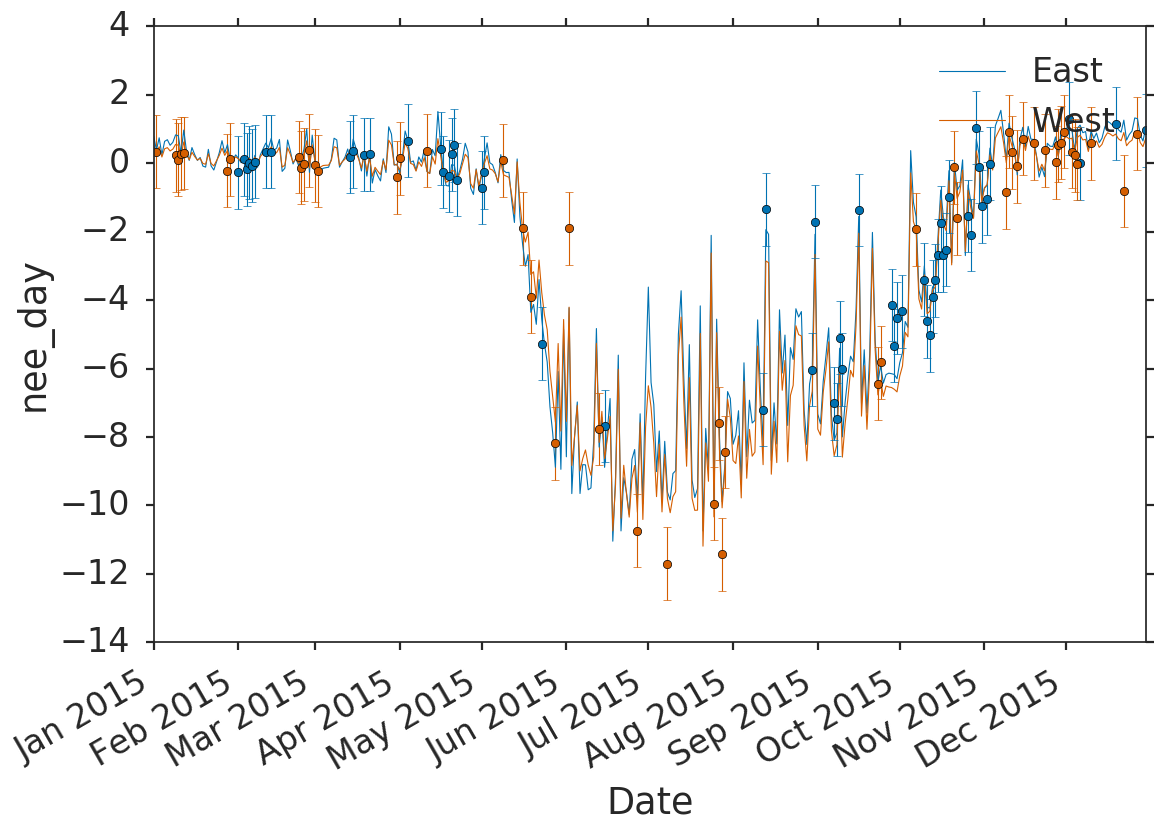 4
2
0
−2
−4
−6
−8
−10
−12
−14
nee_day
East
West
Jan 2015
Feb 2015
Mar 2015
Apr 2015
May 2015
Jun 2015
Jul 2015
Aug 2015
Sep 2015
Oct 2015
Nov 2015
Dec 2015
Date